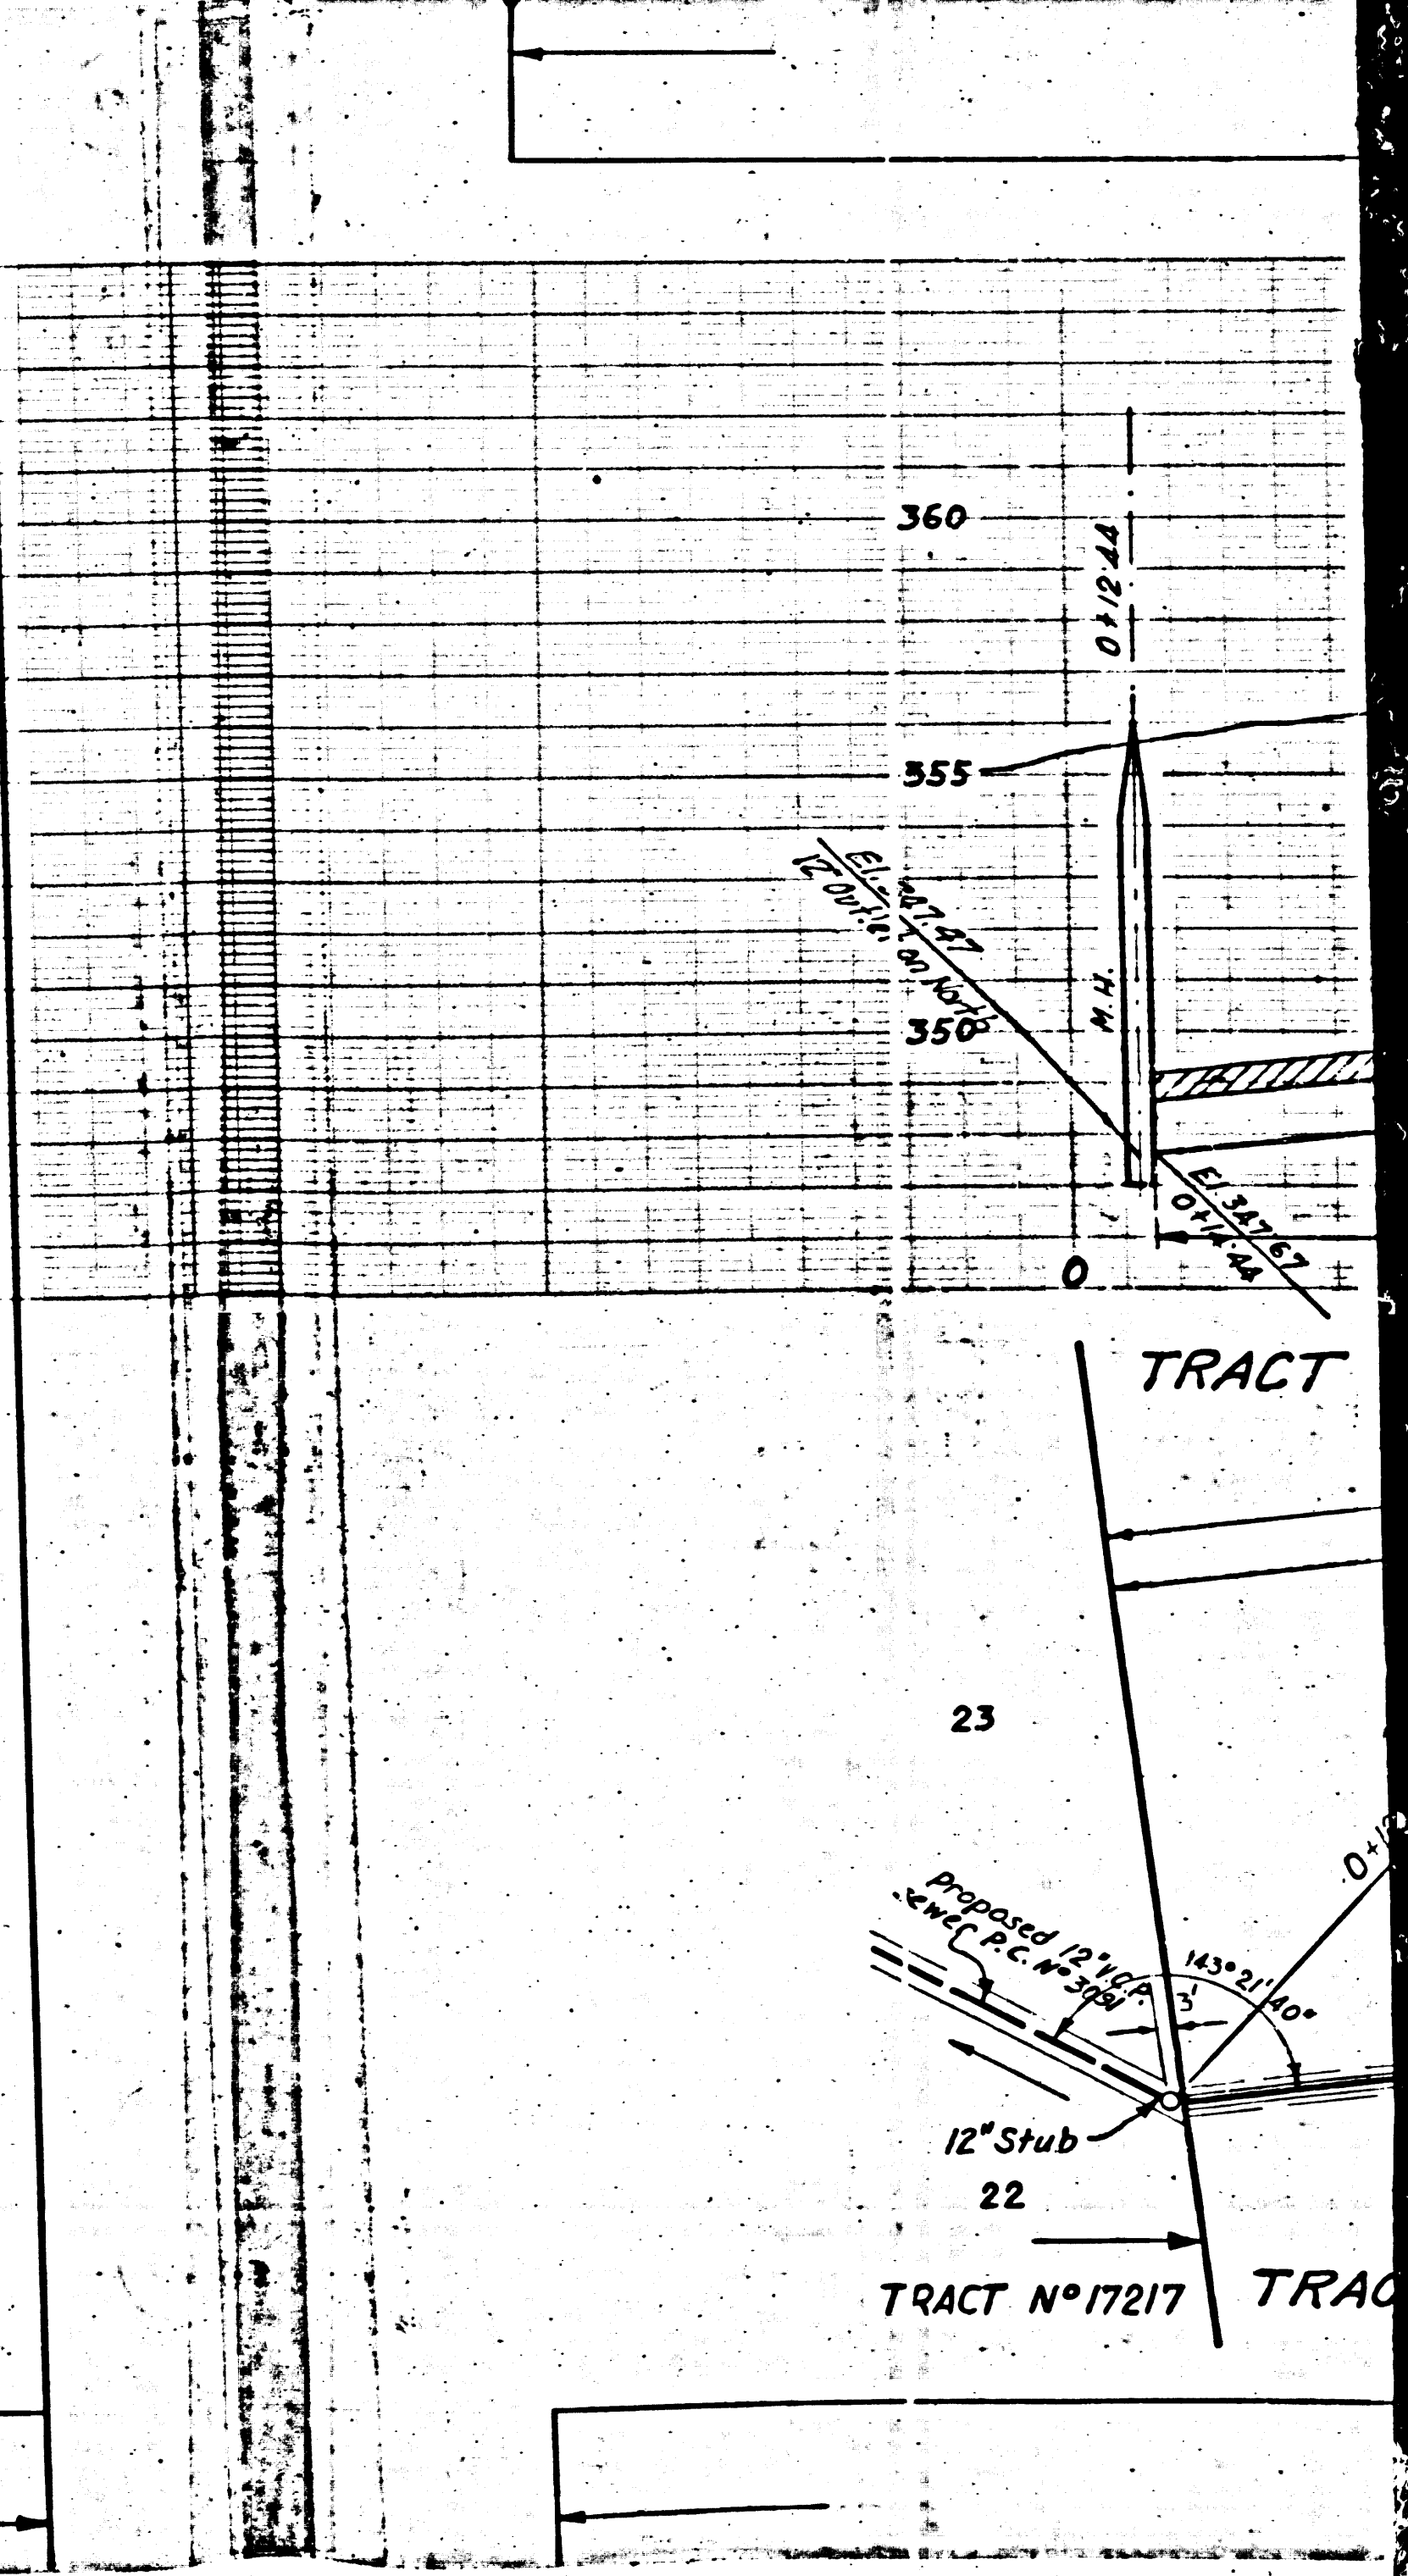 360
0+12.44
355
El. 347.47
12" Outlet on North
350
M.H.
El 347.67
0+14.44
0
TRACT
23
Proposed 12" V.C.P.
sewer P.C. Nº 3091
143° 21' 40"
3'
12" Stub
22
TRACT Nº 17217